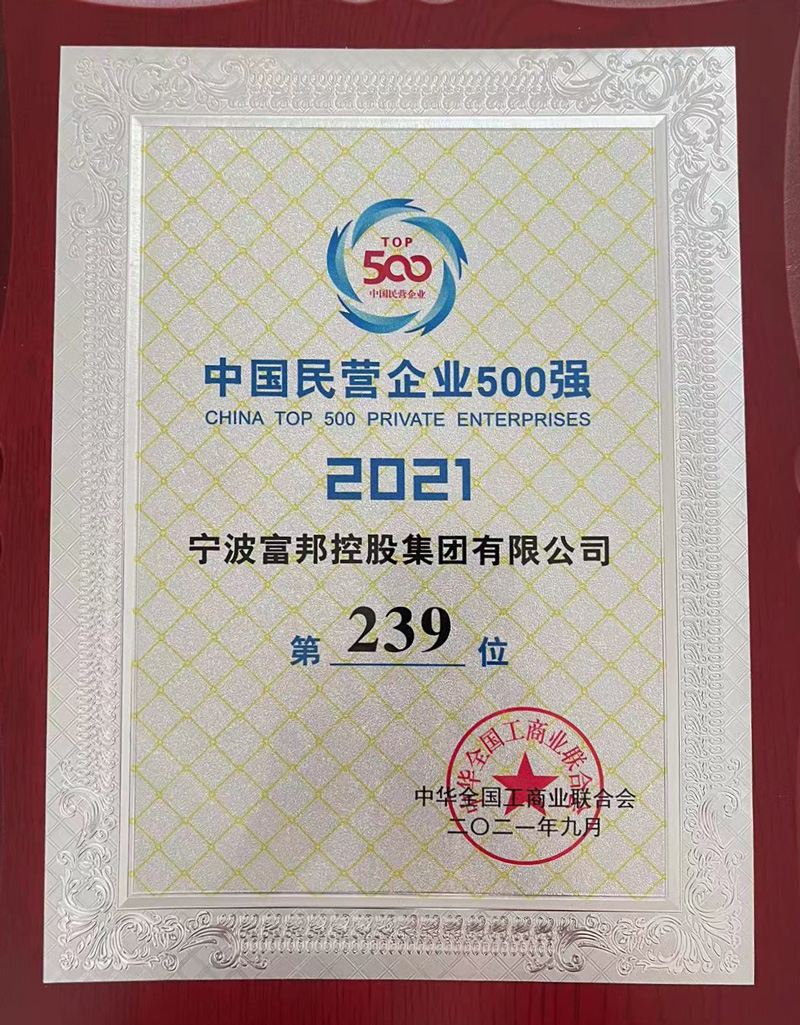 TOP
500
中国民营企业
中国民营企业500强
CHINA TOP 500 PRIVATE ENTERPRISES
2021
宁波富邦控股集团有限公司
第 239 位
中华全国工商业联合会
中华全国工商业联合会
二〇二一年九月